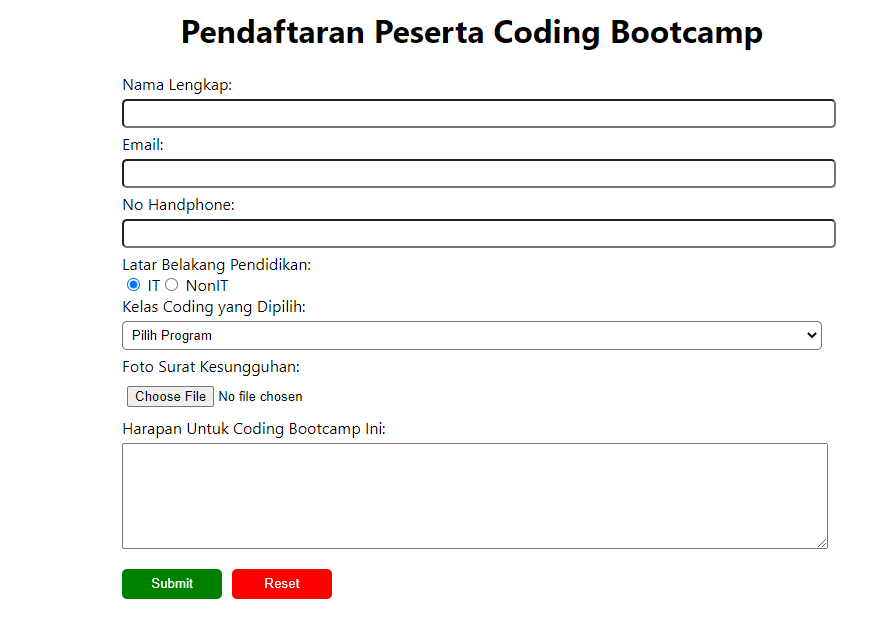 Pendaftaran Peserta Coding Bootcamp
Nama Lengkap:
Email:
No Handphone:
Latar Belakang Pendidikan:
IT NonIT
Kelas Coding yang Dipilih:
Pilih Program
Foto Surat Kesungguhan:
Choose File No file chosen
Harapan Untuk Coding Bootcamp Ini:
Submit Reset